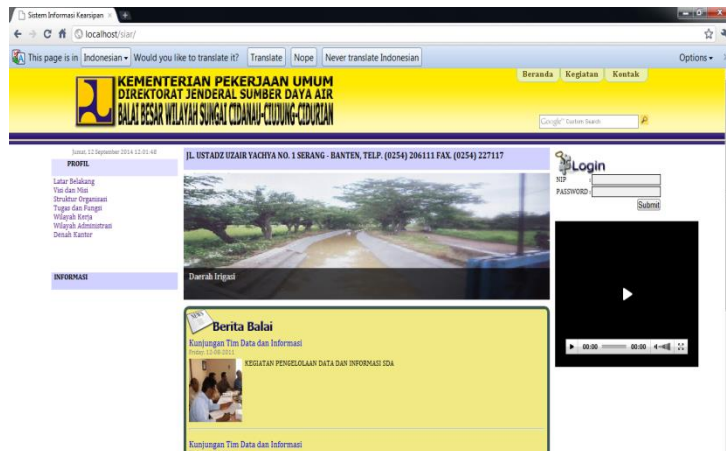 Sistem Informasi Kearsipan
localhost/siar/
This page is in Indonesian Would you like to translate it? Translate Nope Never translate Indonesian Options
KEMENTERIAN PEKERJAAN UMUM
DIREKTORAT JENDERAL SUMBER DAYA AIR
BALAI BESAR WILAYAH SUNGAI CIDANAU-CIUJUNG-CIDURIAN
Beranda Kegiatan Kontak
Google Custom Search
Jumat, 12 September 2014 12.01.48
PROFIL
Latar Belakang
Visi dan Misi
Struktur Organisasi
Tugas dan Fungsi
Wilayah Kerja
Wilayah Administrasi
Denah Kantor
INFORMASI
JL. USTADZ UZAIR YACHYA NO. 1 SERANG - BANTEN, TELP. (0254) 206111 FAX. (0254) 227117
Daerah Irigasi
NEWS
Berita Balai
Kunjungan Tim Data dan Informasi
Friday 12-08-2011
KEGIATAN PENGELOLAAN DATA DAN INFORMASI SDA
Kunjungan Tim Data dan Informasi
Login
NIP :
PASSWORD :
Submit
00:00 00:00